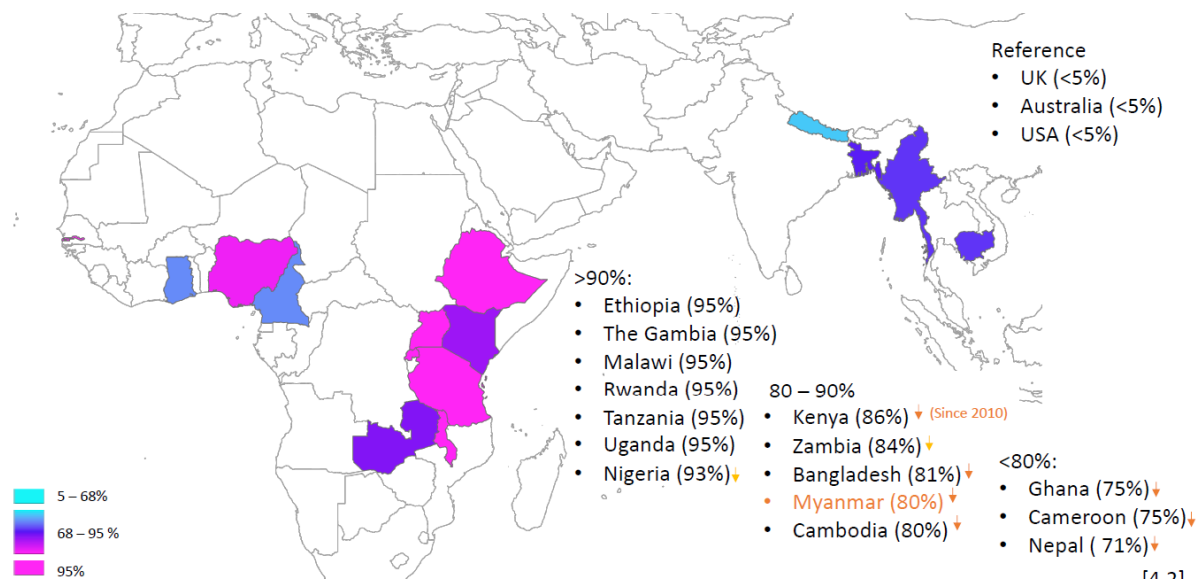 Reference
• UK (<5%)
• Australia (<5%)
• USA (<5%)
>90%:
• Ethiopia (95%)
• The Gambia (95%)
• Malawi (95%)
• Rwanda (95%)
• Tanzania (95%)
• Uganda (95%)
• Nigeria (93%)↓
80 – 90%
• Kenya (86%) ↓ (Since 2010)
• Zambia (84%) ↓
• Bangladesh (81%) ↓
• Myanmar (80%) ↓
• Cambodia (80%) ↓
<80%:
• Ghana (75%)↓
• Cameroon (75%)↓
• Nepal ( 71%)↓
5 – 68%
68 – 95 %
95%